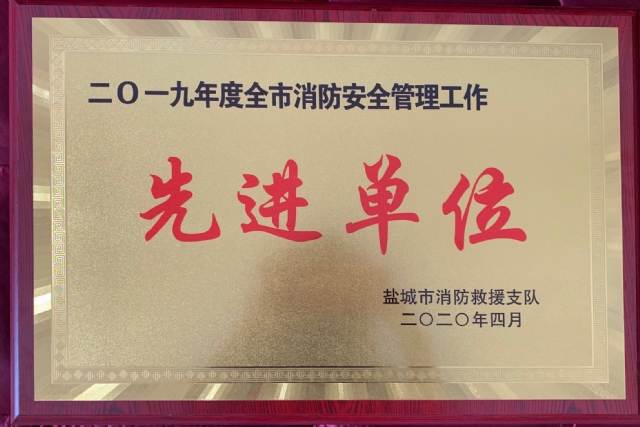 二〇一九年度全市消防安全管理工作
先进单位
盐城市消防救援支队
二〇二〇年四月